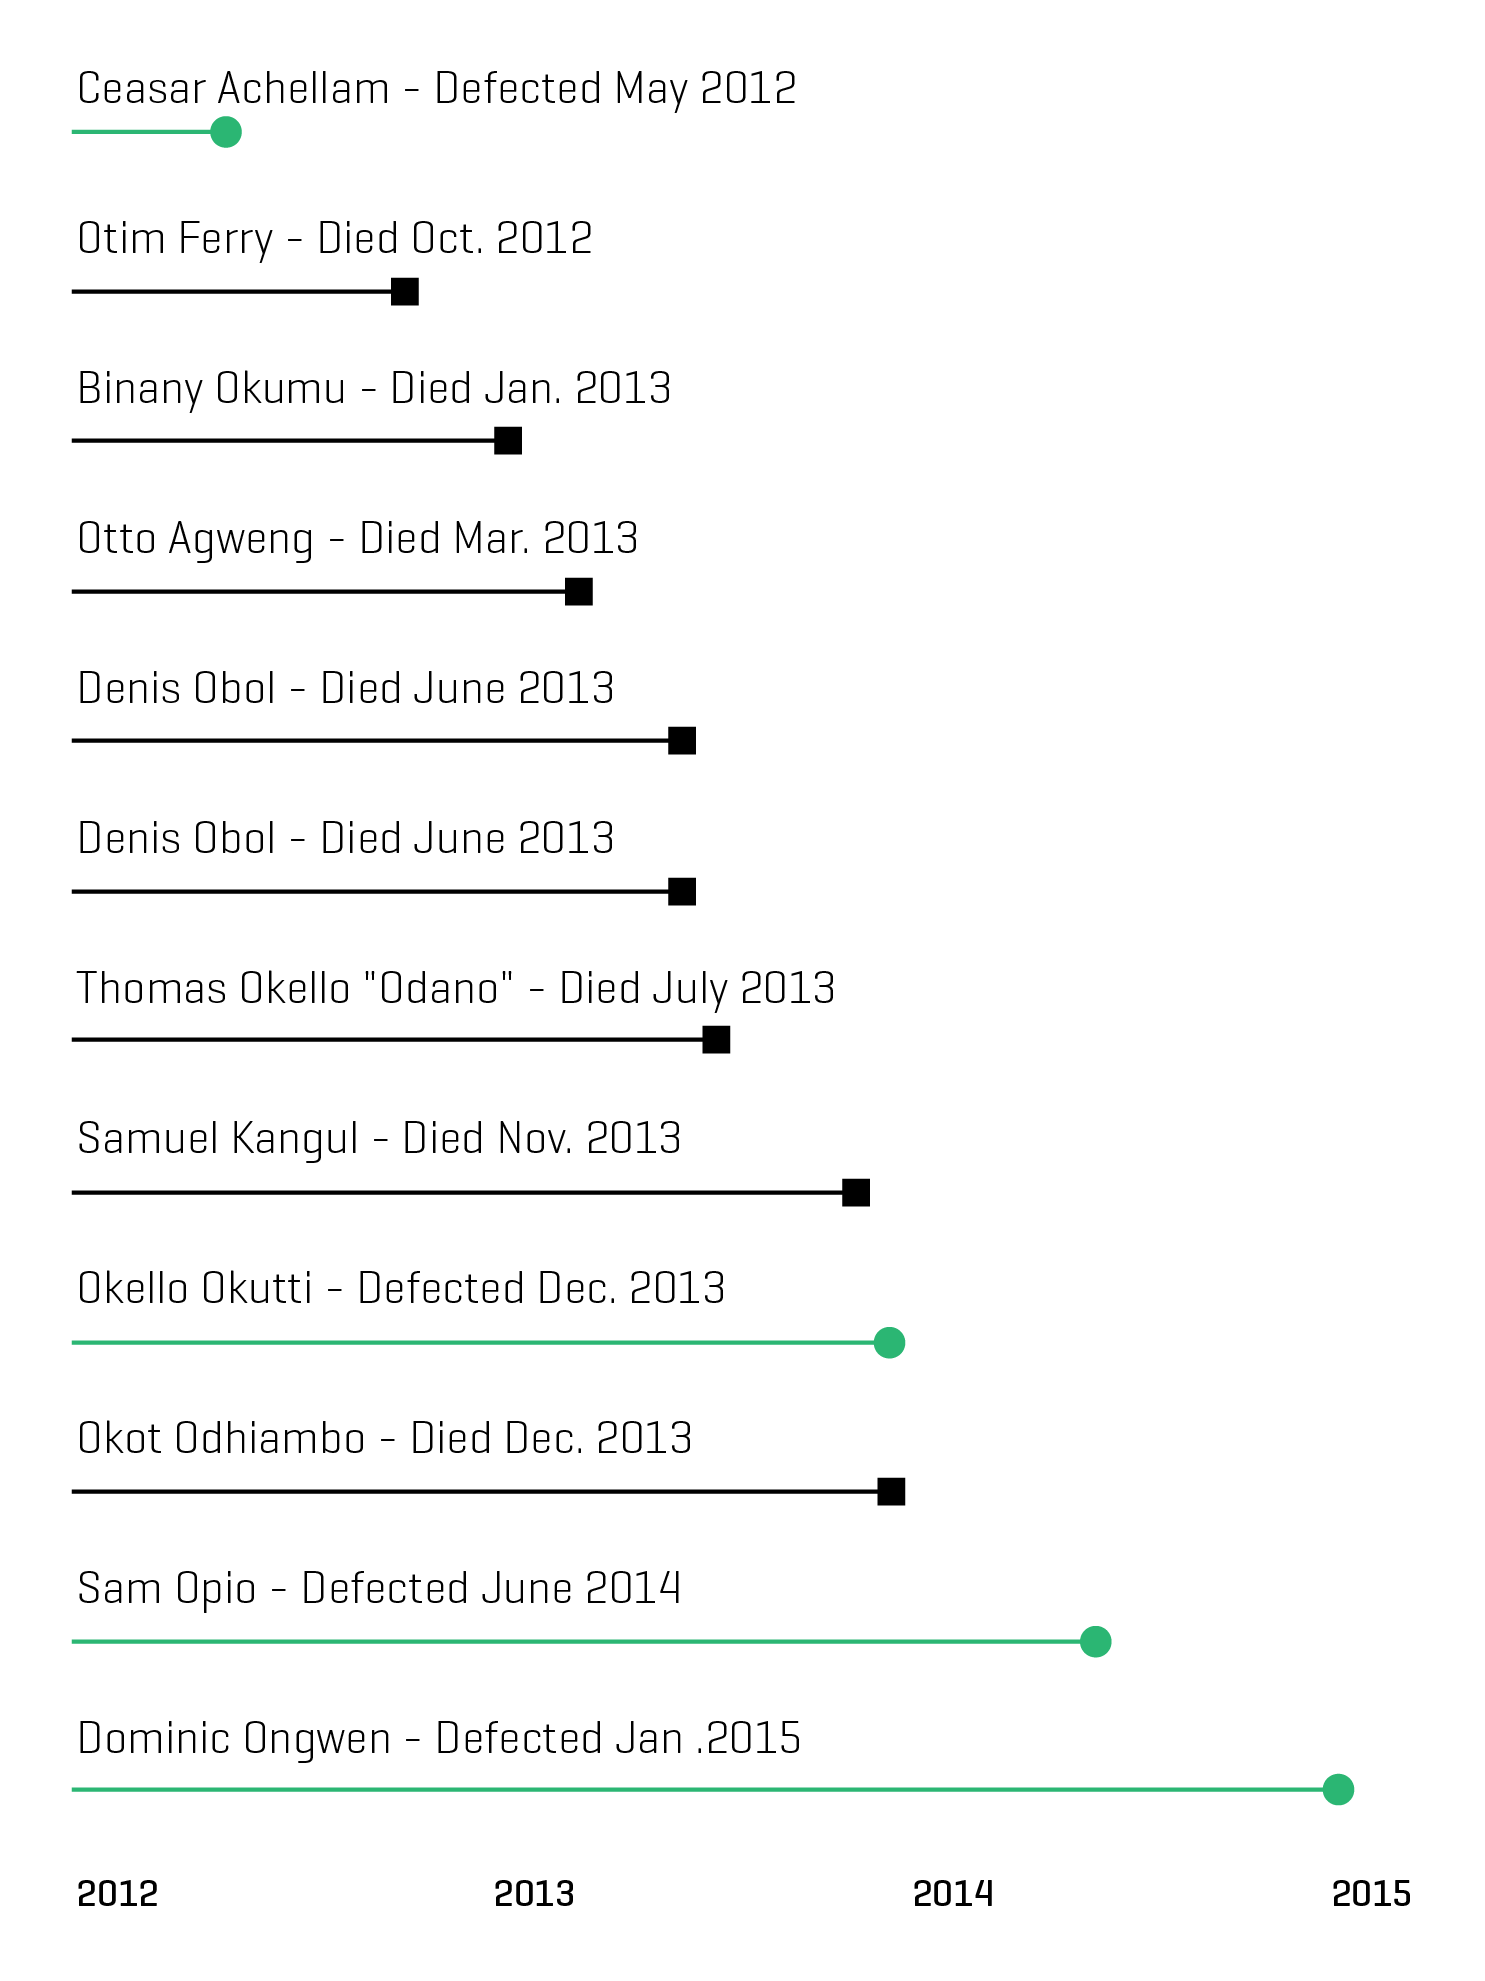 Ceasar Achellam - Defected May 2012
Otim Ferry - Died Oct. 2012
Binany Okumu - Died Jan. 2013
Otto Agweng - Died Mar. 2013
Denis Obol - Died June 2013
Denis Obol - Died June 2013
Thomas Okello "Odano" - Died July 2013
Samuel Kangul - Died Nov. 2013
Okello Okutti - Defected Dec. 2013
Okot Odhiambo - Died Dec. 2013
Sam Opio - Defected June 2014
Dominic Ongwen - Defected Jan .2015
2012 2013 2014 2015